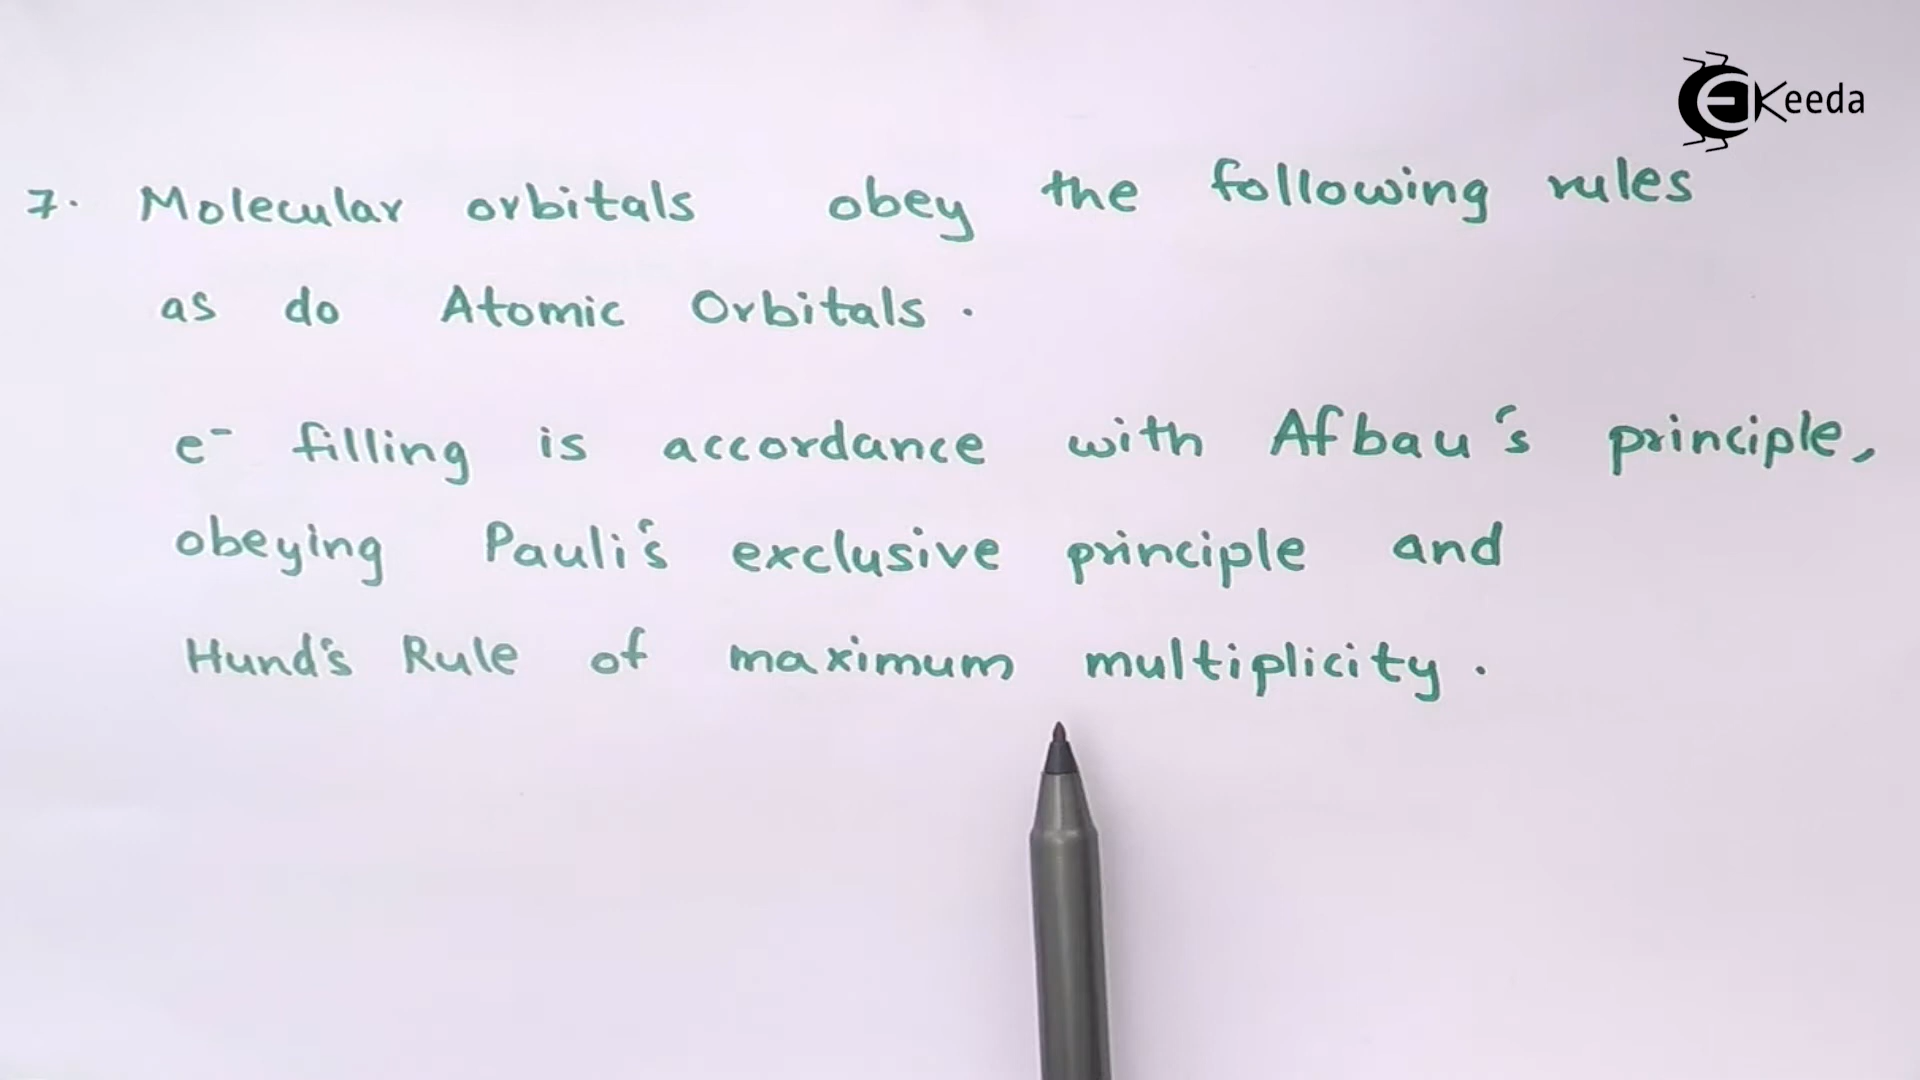 EKeeda
7. Molecular orbitals obey the following rules
as do Atomic Orbitals.
e⁻ filling is accordance with Afbau's principle,
obeying Pauli's exclusive principle and
Hund's Rule of maximum multiplicity.